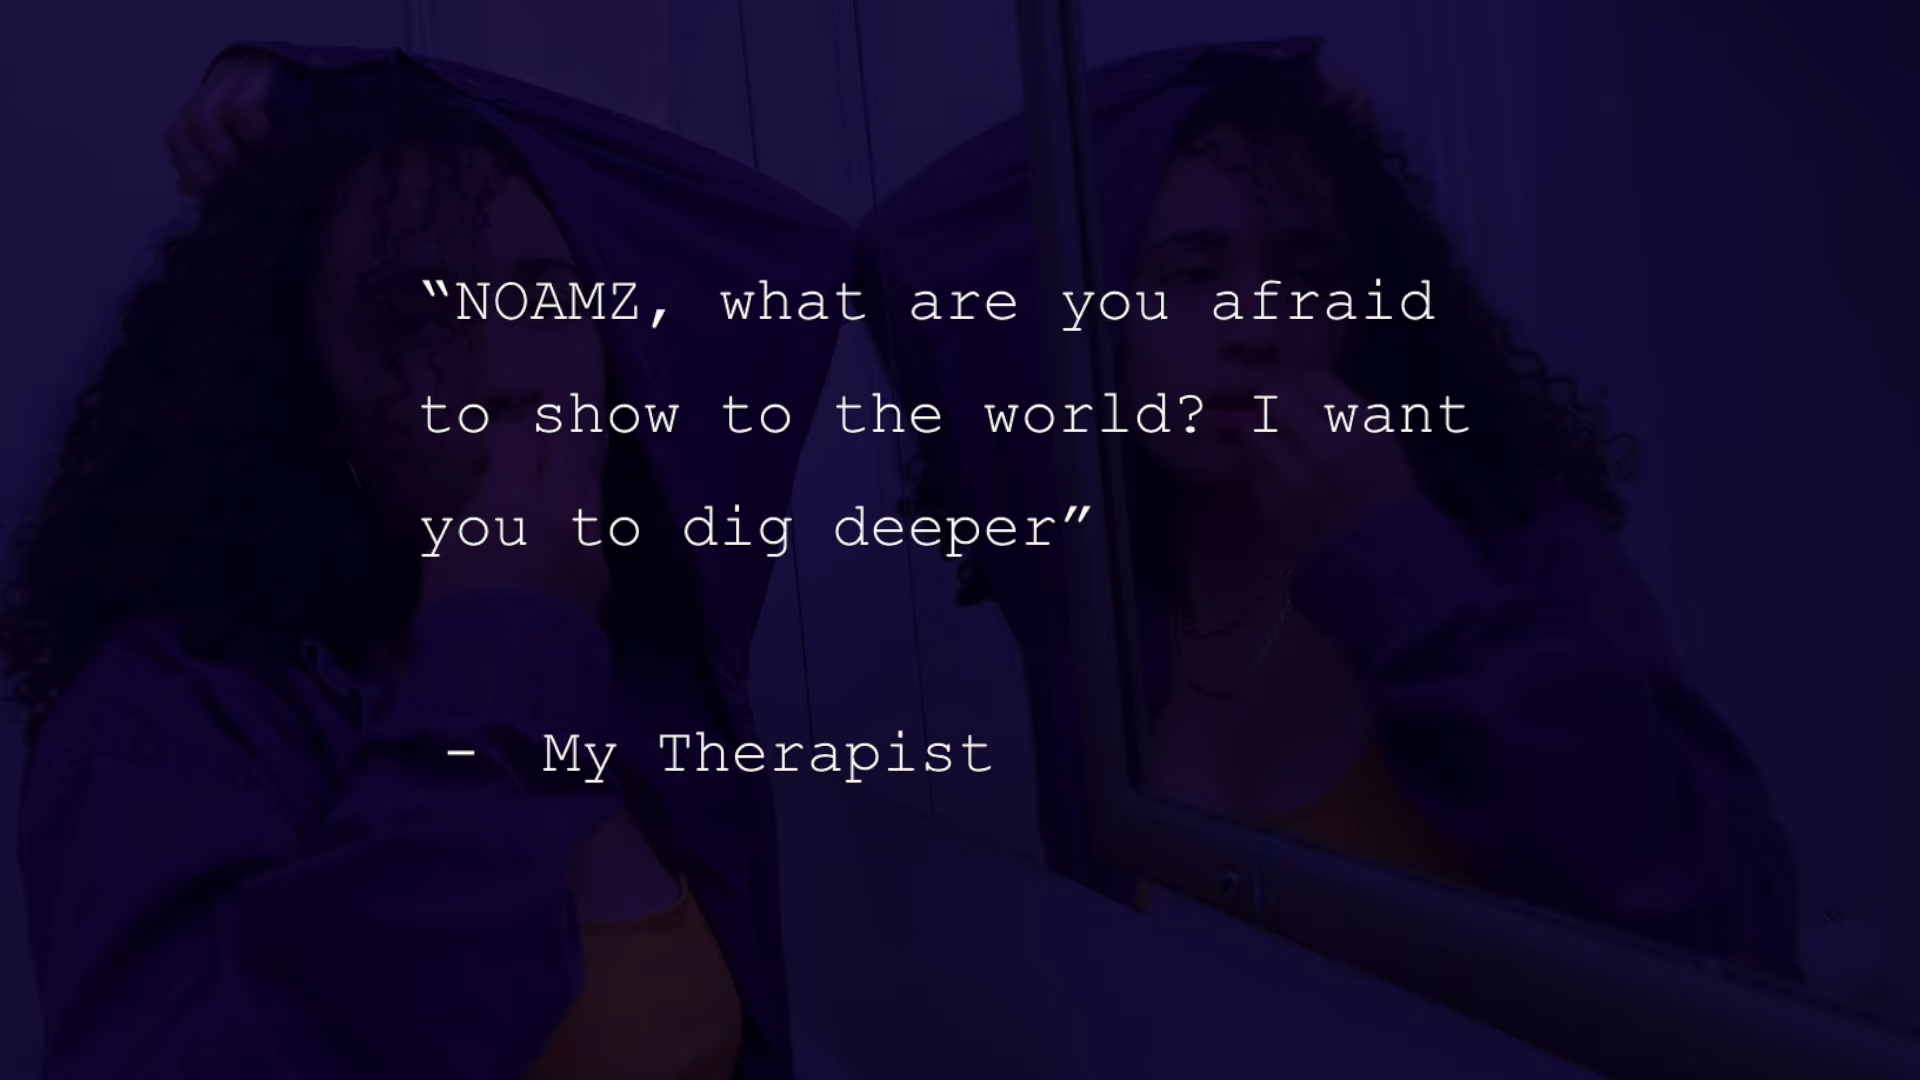 “NOAMZ, what are you afraid
to show to the world? I want
you to dig deeper”
- My Therapist